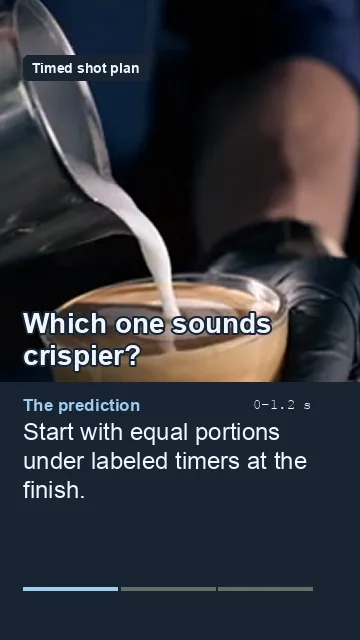 Timed shot plan
Which one sounds
crispier?
The prediction
0–1.2 s
Start with equal portions
under labeled timers at the
finish.